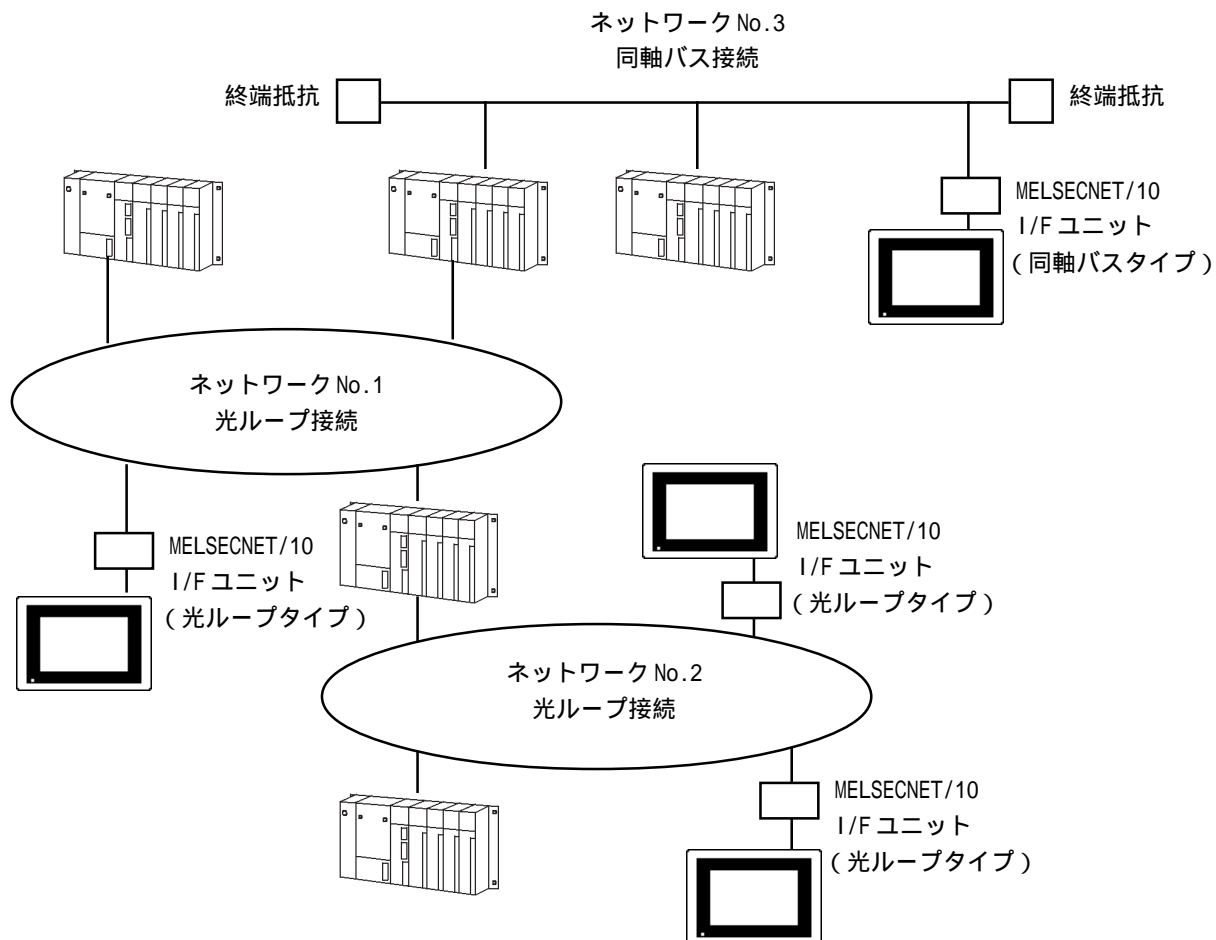 ネットワークNo.3
同軸バス接続
終端抵抗
終端抵抗
MELSECNET/10
I/Fユニット
(同軸バスタイプ)
ネットワークNo.1
光ループ接続
MELSECNET/10
I/Fユニット
(光ループタイプ)
MELSECNET/10
I/Fユニット
(光ループタイプ)
ネットワークNo.2
光ループ接続
MELSECNET/10
I/Fユニット
(光ループタイプ)